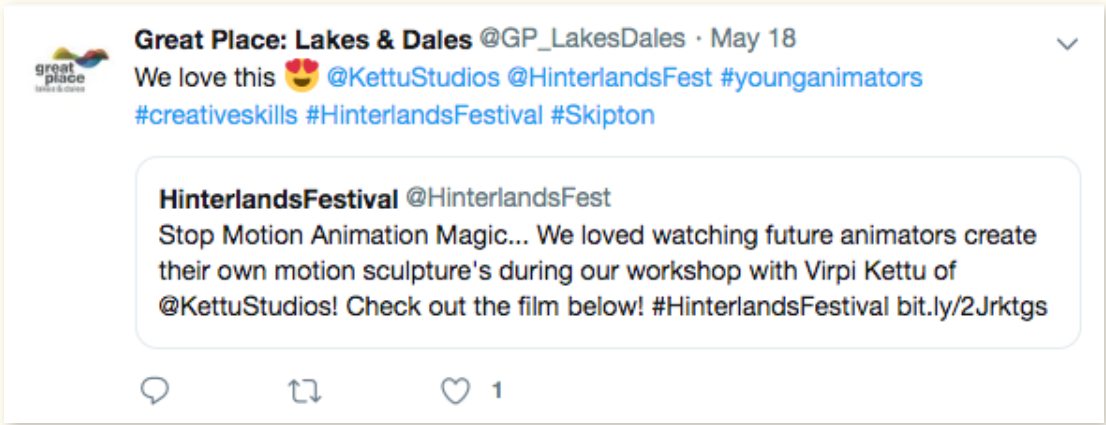 great
place
lakes & dales
Great Place: Lakes & Dales @GP_LakesDales · May 18
We love this 😍 @KettuStudios @HinterlandsFest #younganimators
#creativeskills #HinterlandsFestival #Skipton
HinterlandsFestival @HinterlandsFest
Stop Motion Animation Magic... We loved watching future animators create
their own motion sculpture's during our workshop with Virpi Kettu of
@KettuStudios! Check out the film below! #HinterlandsFestival bit.ly/2Jrktgs
1